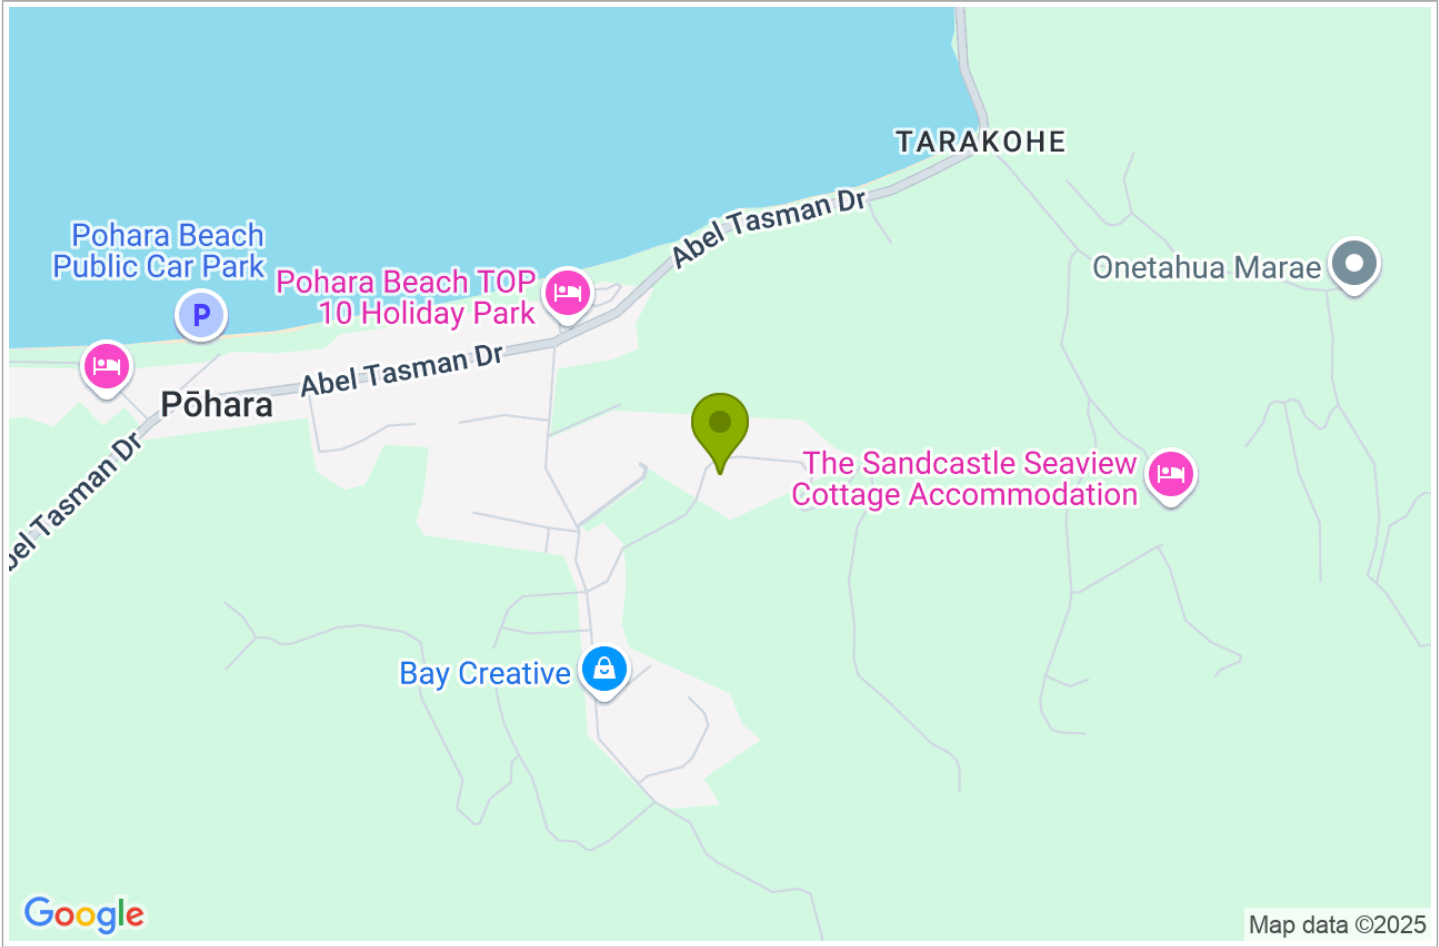 TARAKOHE
Abel Tasman Dr
Pohara Beach
Public Car Park
P
Onetahua Marae
Pohara Beach TOP
10 Holiday Park
Abel Tasman Dr
Pōhara
bel Tasman Dr
The Sandcastle Seaview
Cottage Accommodation
Bay Creative
Google
Map data ©2025